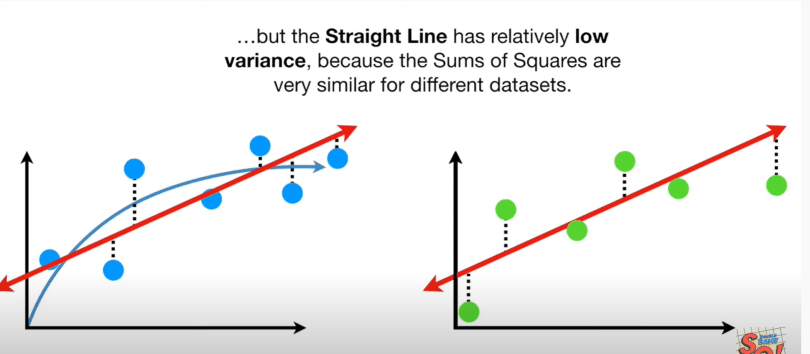 ...but the Straight Line has relatively low
variance, because the Sums of Squares are
very similar for different datasets.